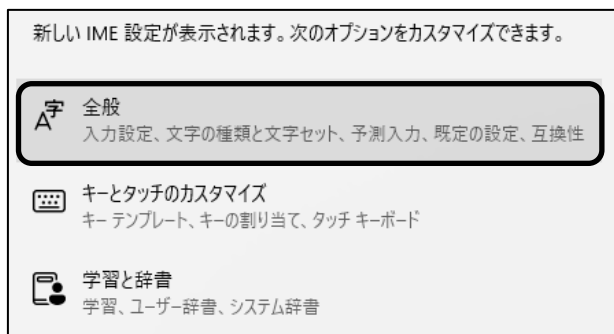 新しい IME 設定が表示されます。次のオプションをカスタマイズできます。
全般
入力設定、文字の種類と文字セット、予測入力、既定の設定、互換性
キーとタッチのカスタマイズ
キー テンプレート、キーの割り当て、タッチ キーボード
学習と辞書
学習、ユーザー辞書、システム辞書